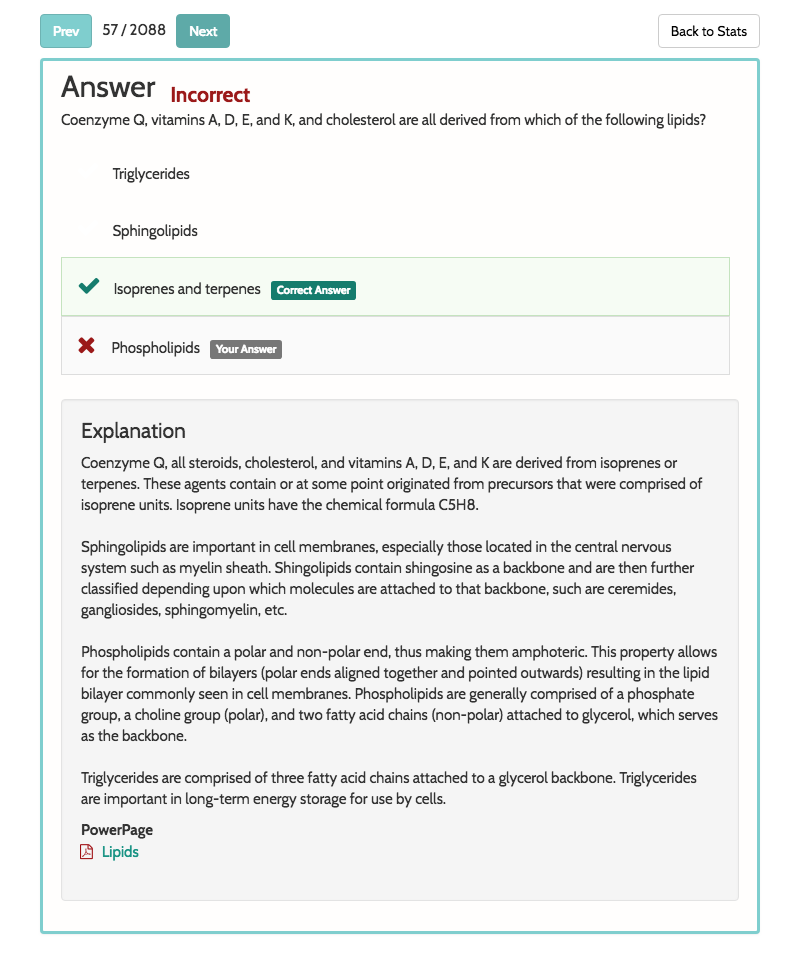 Prev 57 / 2088 Next Back to Stats
Answer Incorrect
Coenzyme Q, vitamins A, D, E, and K, and cholesterol are all derived from which of the following lipids?
Triglycerides
Sphingolipids
Isoprenes and terpenes Correct Answer
Phospholipids Your Answer
Explanation
Coenzyme Q, all steroids, cholesterol, and vitamins A, D, E, and K are derived from isoprenes or
terpenes. These agents contain or at some point originated from precursors that were comprised of
isoprene units. Isoprene units have the chemical formula C5H8.
Sphingolipids are important in cell membranes, especially those located in the central nervous
system such as myelin sheath. Shingolipids contain shingosine as a backbone and are then further
classified depending upon which molecules are attached to that backbone, such are ceremides,
gangliosides, sphingomyelin, etc.
Phospholipids contain a polar and non-polar end, thus making them amphoteric. This property allows
for the formation of bilayers (polar ends aligned together and pointed outwards) resulting in the lipid
bilayer commonly seen in cell membranes. Phospholipids are generally comprised of a phosphate
group, a choline group (polar), and two fatty acid chains (non-polar) attached to glycerol, which serves
as the backbone.
Triglycerides are comprised of three fatty acid chains attached to a glycerol backbone. Triglycerides
are important in long-term energy storage for use by cells.
PowerPage
Lipids